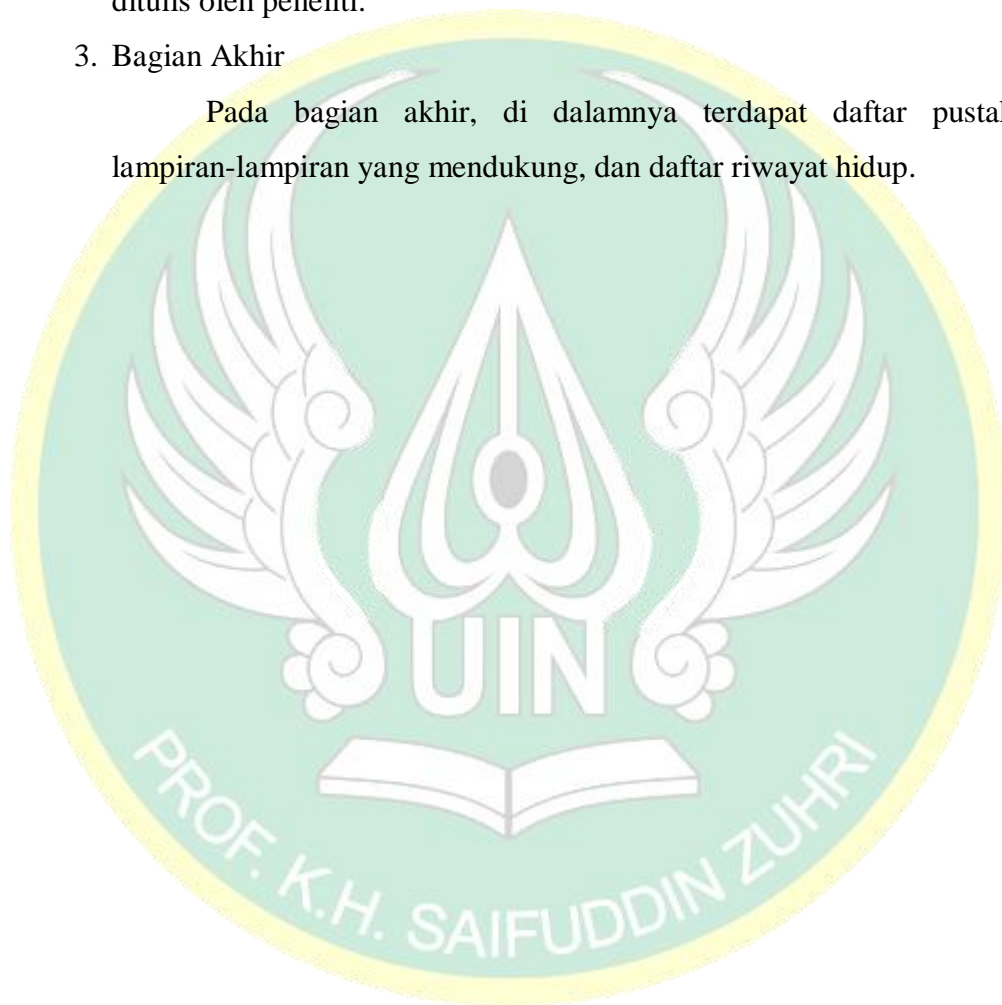 ditulis oleh peneliti.
3. Bagian Akhir
Pada bagian akhir, di dalamnya terdapat daftar
lampiran-lampiran yang mendukung, dan daftar riwayat hidup.
UIN
PROF. K.H. SAIFUDDIN ZUHRI